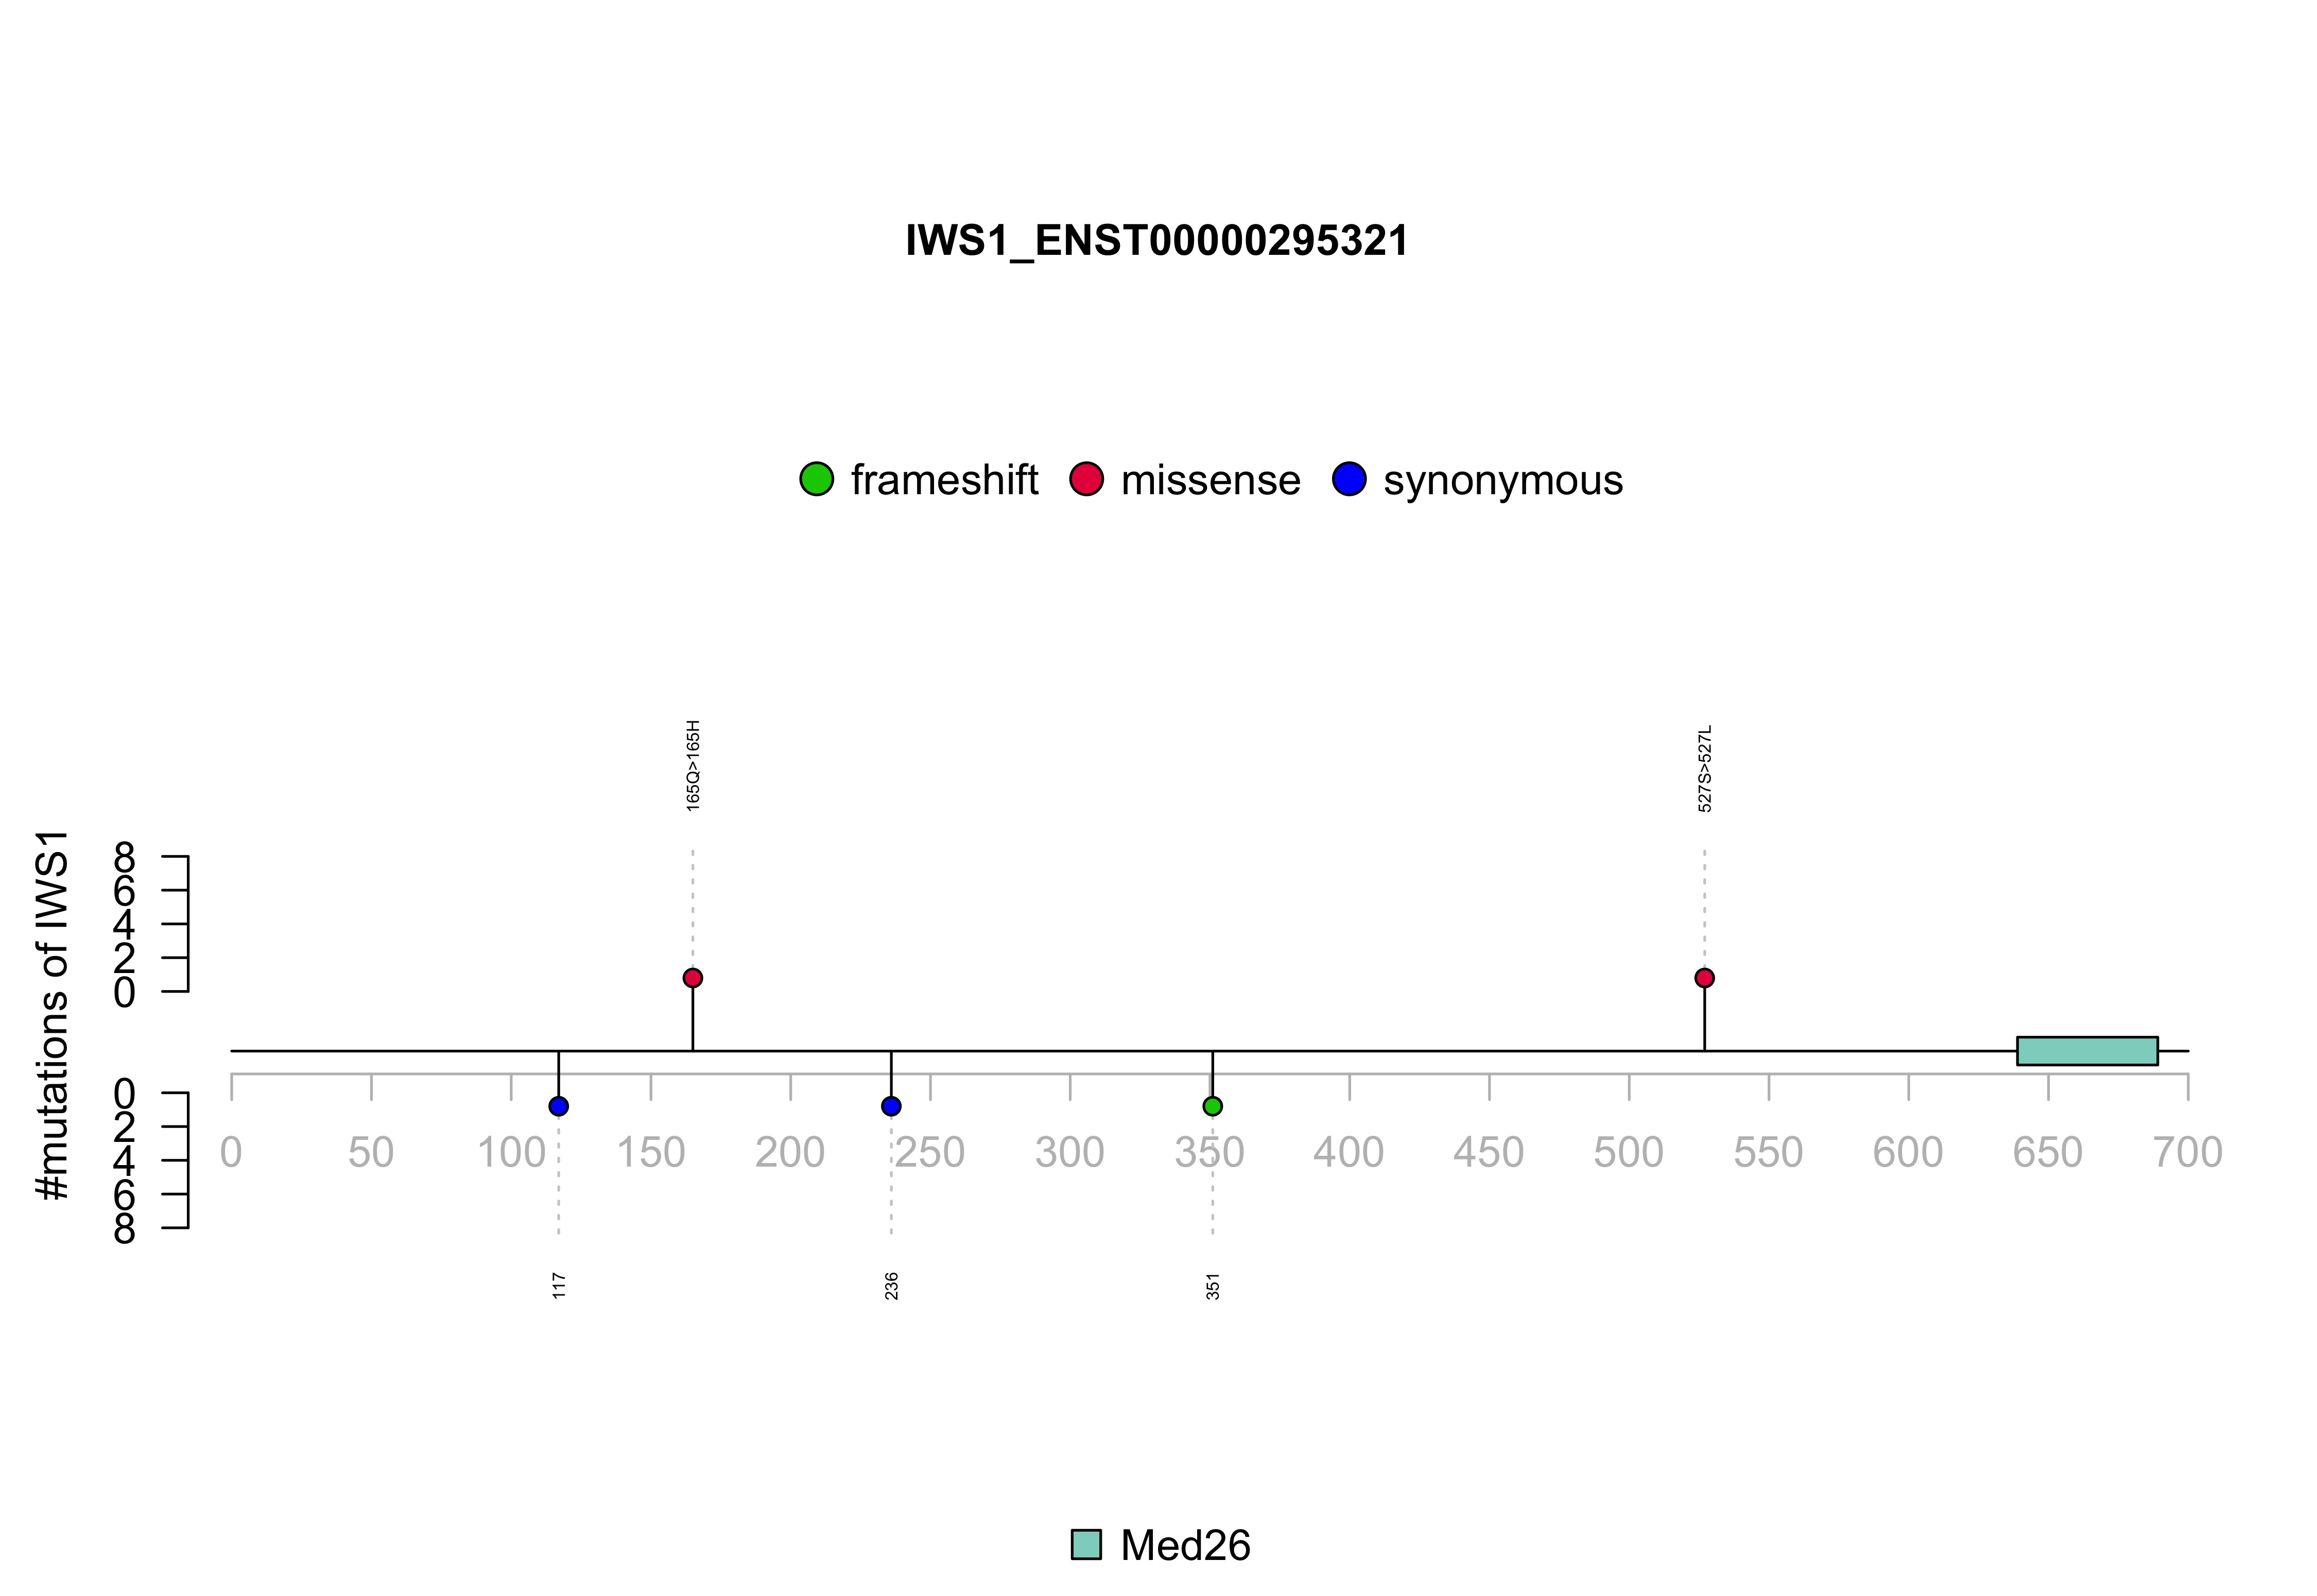 IWS1_ENST00000295321
frameshift missense synonymous
165Q>165H 527S>527L
#mutations of IWS1
8
6
4
2
0
0
2
4
6
8
0 50 100 150 200 250 300 350 400 450 500 550 600 650 700
117 236 351
Med26